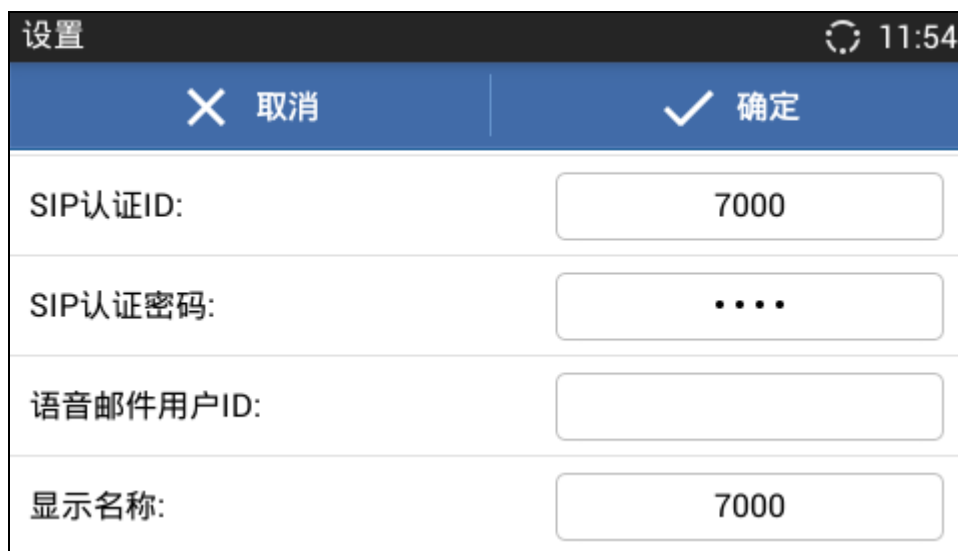 设置 11:54
取消 确定
SIP认证ID: 7000
SIP认证密码: ••••
语音邮件用户ID:
显示名称: 7000